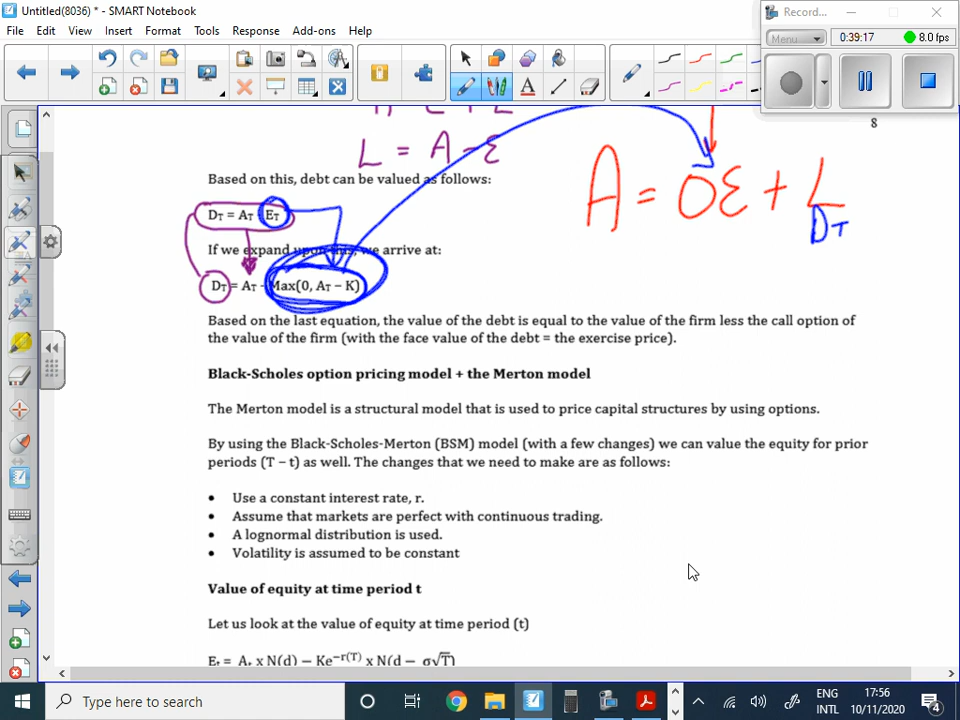 Untitled(8036) * - SMART Notebook
Record...
File Edit View Insert Format Tools Response Add-ons Help
Menu 0:39:17 8.0 fps
8
L = A - E
A = OE + L
Based on this, debt can be valued as follows:
DT = AT - ET
DT
If we expand upon this, we arrive at:
DT = AT - Max(0, AT − K)
Based on the last equation, the value of the debt is equal to the value of the firm less the call option of
the value of the firm (with the face value of the debt = the exercise price).
Black-Scholes option pricing model + the Merton model
The Merton model is a structural model that is used to price capital structures by using options.
By using the Black-Scholes-Merton (BSM) model (with a few changes) we can value the equity for prior
periods (T − t) as well. The changes that we need to make are as follows:
• Use a constant interest rate, r.
• Assume that markets are perfect with continuous trading.
• A lognormal distribution is used.
• Volatility is assumed to be constant
Value of equity at time period t
Let us look at the value of equity at time period (t)
Et = At x N(d) − Ke−r(T) x N(d − σ√T)
Type here to search
ENG
INTL
17:56
10/11/2020
4